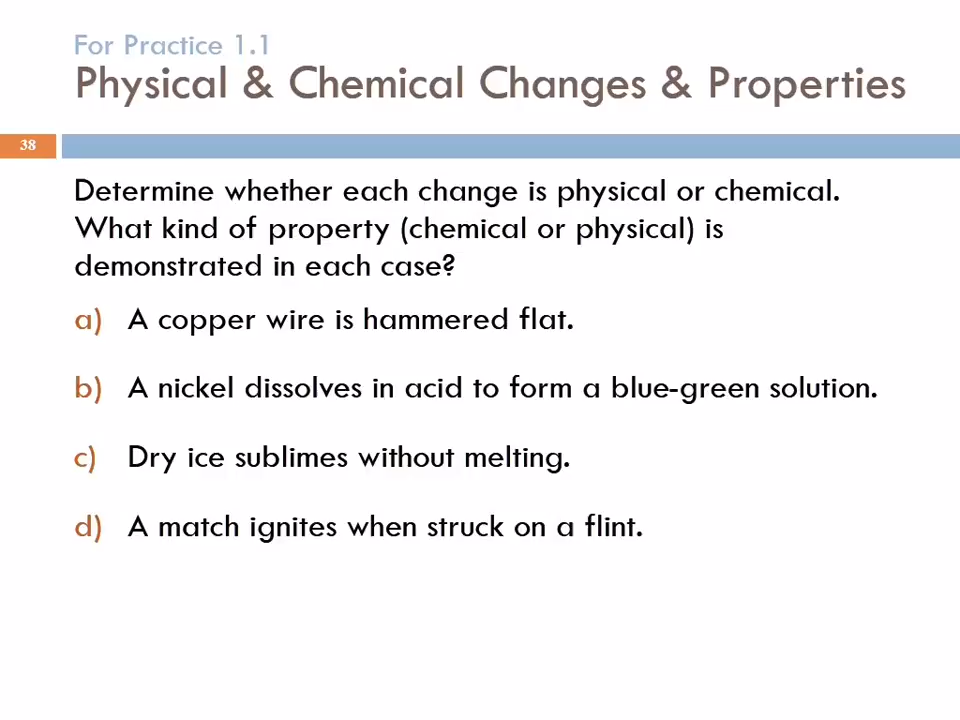 For Practice 1.1
Physical & Chemical Changes & Properties
38
Determine whether each change is physical or chemical.
What kind of property (chemical or physical) is
demonstrated in each case?
a) A copper wire is hammered flat.
b) A nickel dissolves in acid to form a blue-green solution.
c) Dry ice sublimes without melting.
d) A match ignites when struck on a flint.